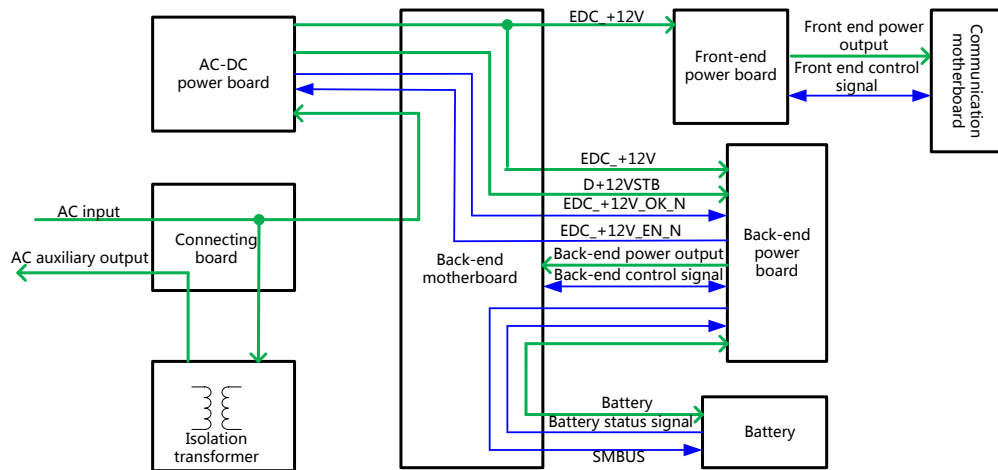 EDC_+12V
AC-DC
power board
Front-end
power board
Front end power
output
Front end control
signal
Communication
motherboard
EDC_+12V
D+12VSTB
EDC_+12V_OK_N
EDC_+12V_EN_N
AC input
Connecting
board
AC auxiliary output
Back-end
motherboard
Back-end power output
Back-end control signal
Back-end
power
board
Battery
Battery status signal
SMBUS
Battery
Isolation
transformer